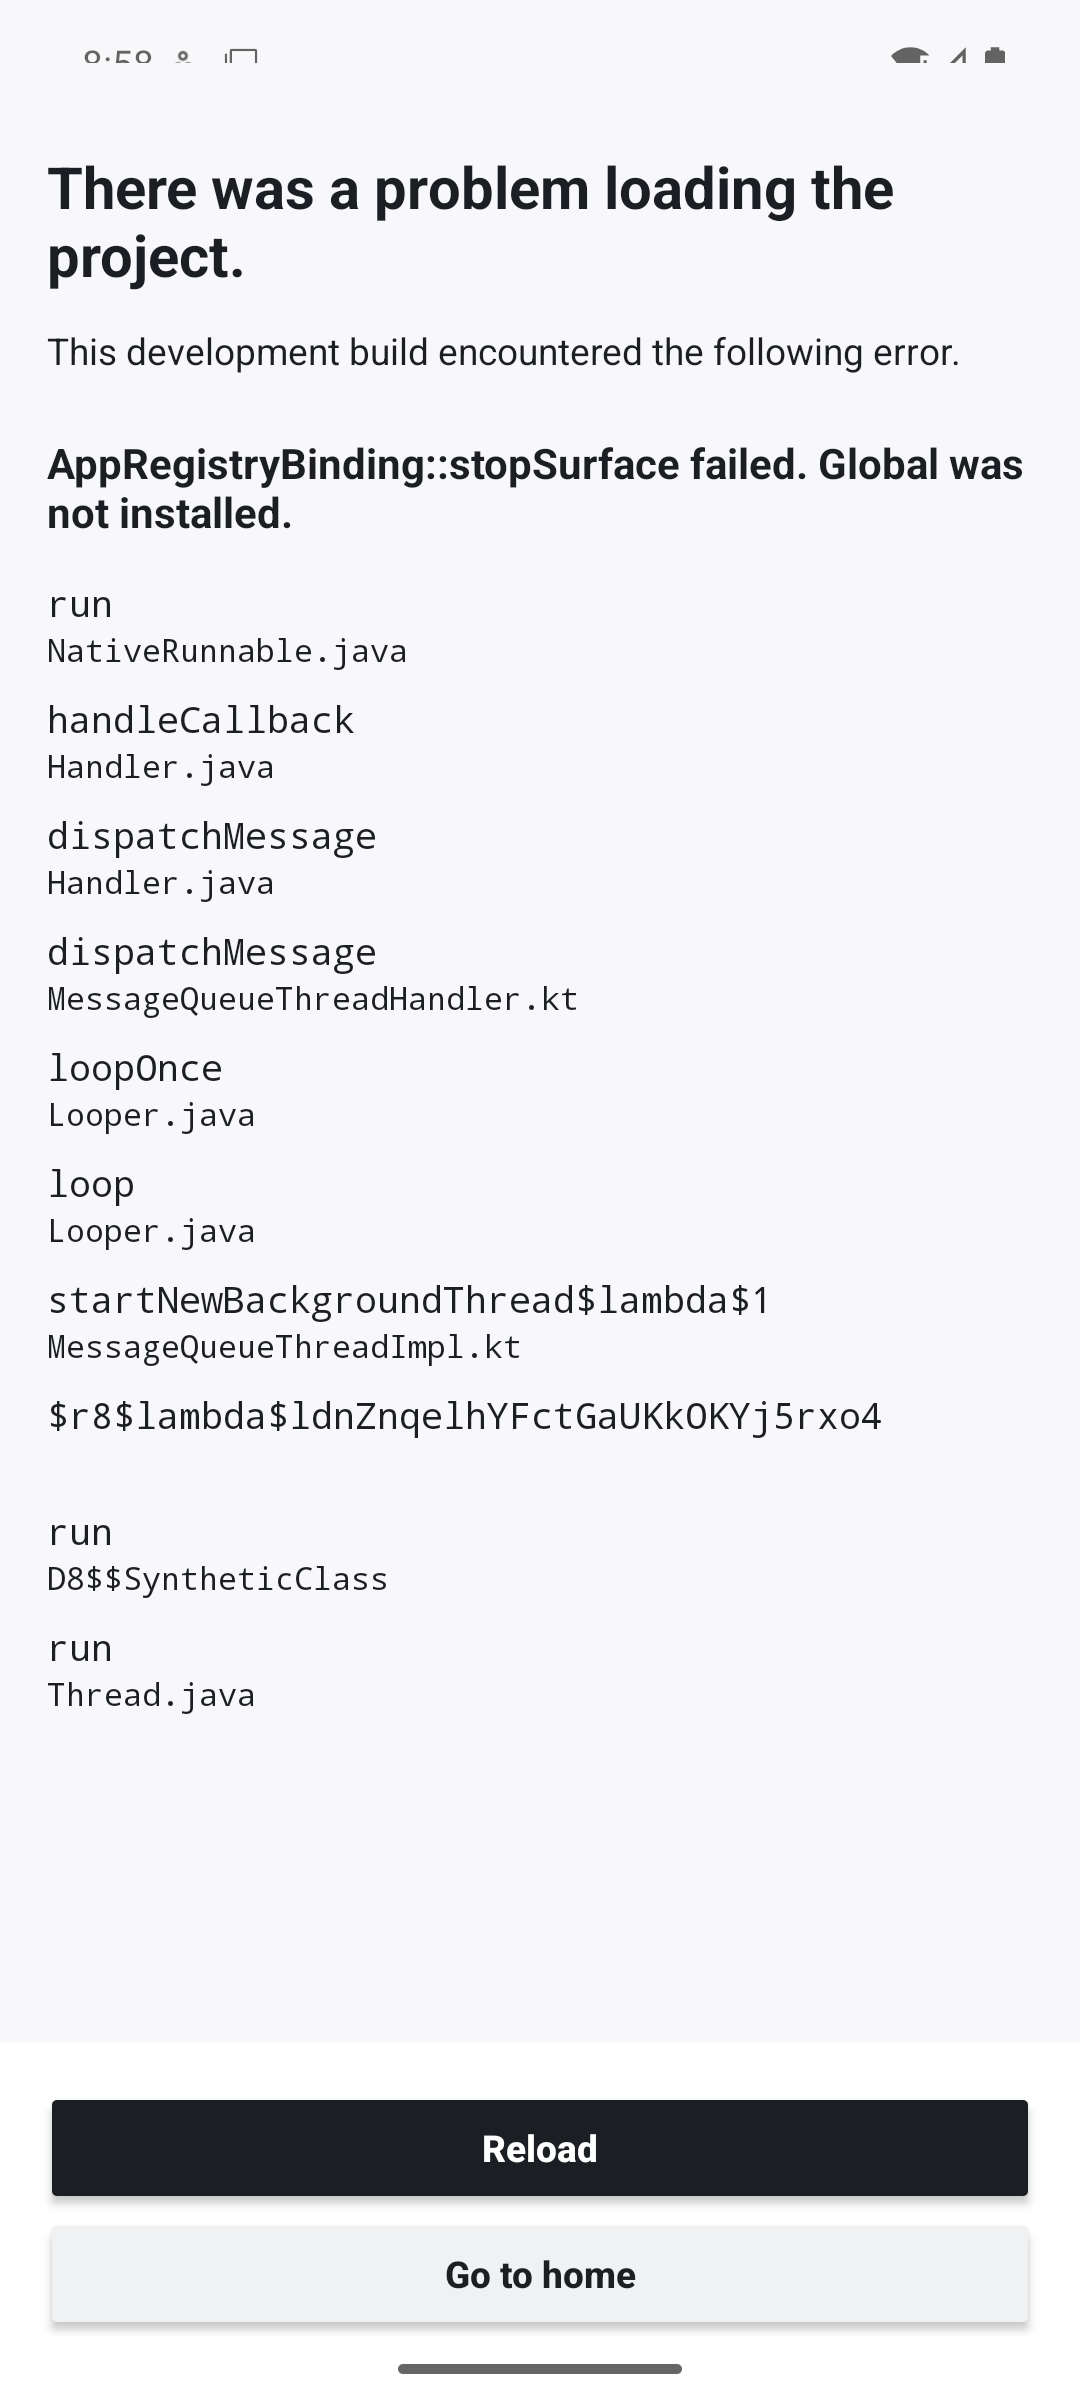 There was a problem loading the
project.
This development build encountered the following error.
AppRegistryBinding::stopSurface failed. Global was
not installed.
run
NativeRunnable.java
handleCallback
Handler.java
dispatchMessage
Handler.java
dispatchMessage
MessageQueueThreadHandler.kt
loopOnce
Looper.java
loop
Looper.java
startNewBackgroundThread$lambda$1
MessageQueueThreadImpl.kt
$r8$lambda$ldnZnqelhYFctGaUKkOKYj5rxo4
run
D8$$SyntheticClass
run
Thread.java
Reload
Go to home